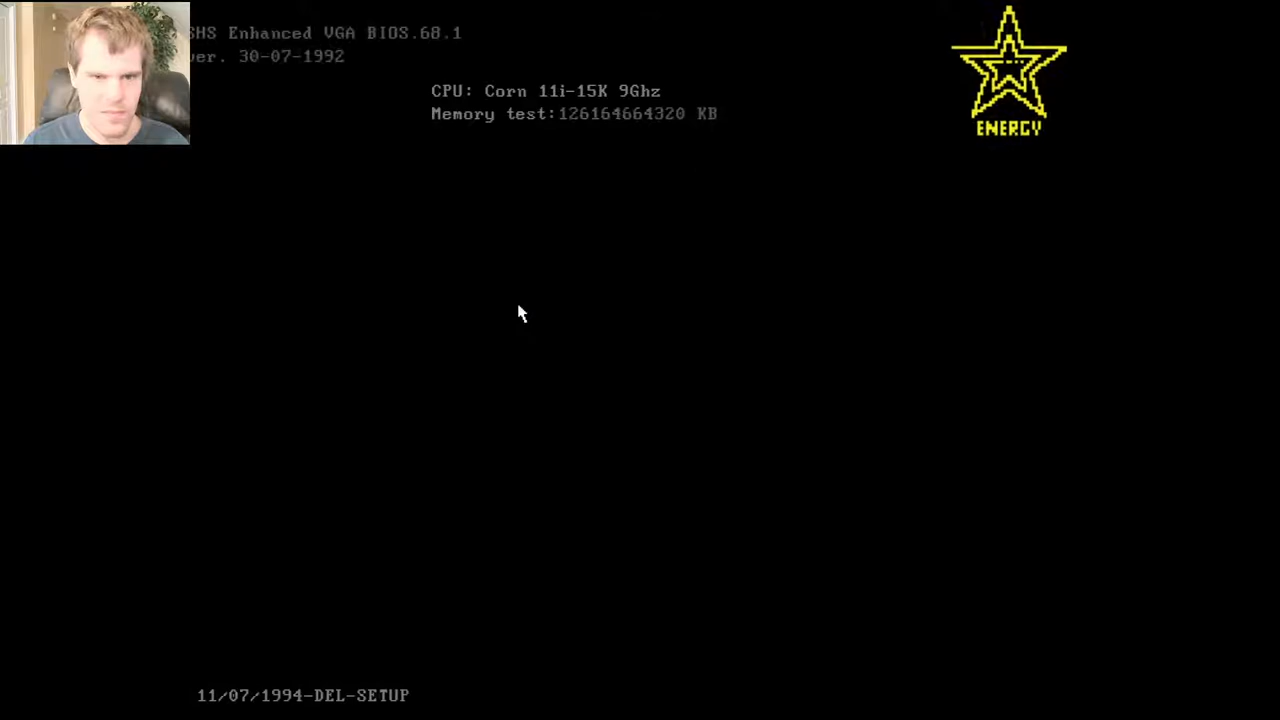 SHS Enhanced VGA BIOS.68.1
ver. 30-07-1992
ENERGY
CPU: Corn 11i-15K 9Ghz
Memory test:126164664320 KB
11/07/1994-DEL-SETUP